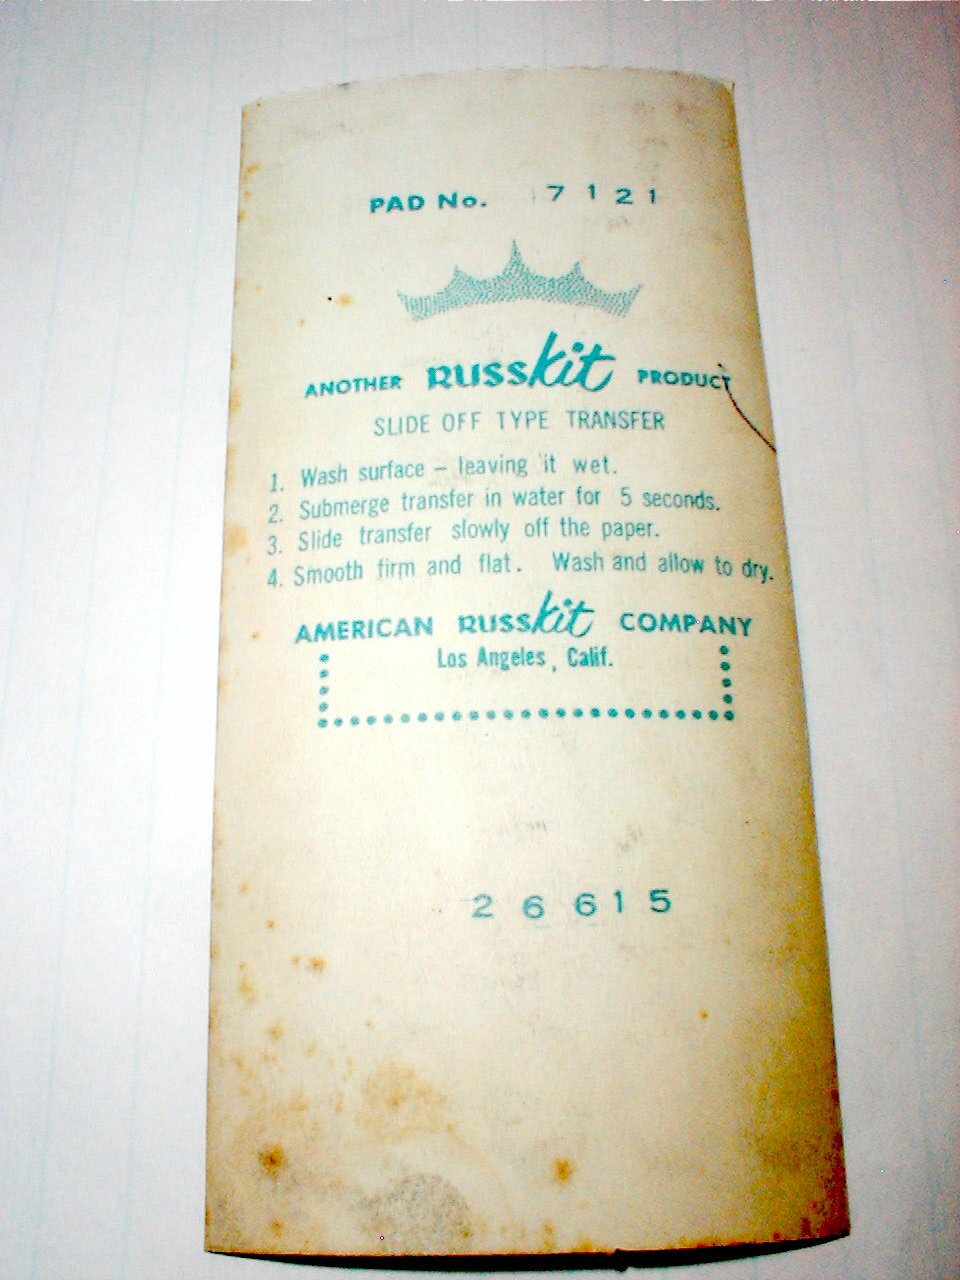 PAD No. 7121
ANOTHER RUSSkit PRODUCT
SLIDE OFF TYPE TRANSFER
1. Wash surface – leaving it wet.
2. Submerge transfer in water for 5 seconds.
3. Slide transfer slowly off the paper.
4. Smooth firm and flat. Wash and allow to dry.
AMERICAN RUSSkit COMPANY
Los Angeles, Calif.
26615